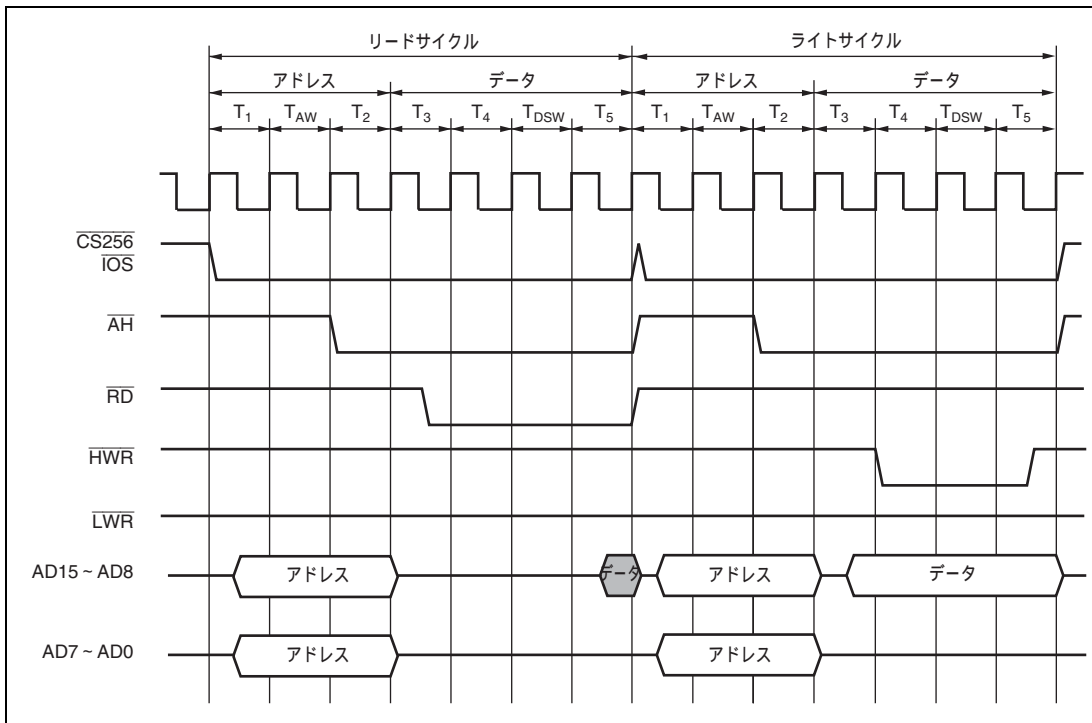 リードサイクル ライトサイクル
アドレス データ アドレス データ
T1 TAW T2 T3 T4 TDSW T5 T1 TAW T2 T3 T4 TDSW T5
CS256
IOS
AH
RD
HWR
LWR
AD15 ~ AD8 アドレス データ アドレス データ
AD7 ~ AD0 アドレス アドレス